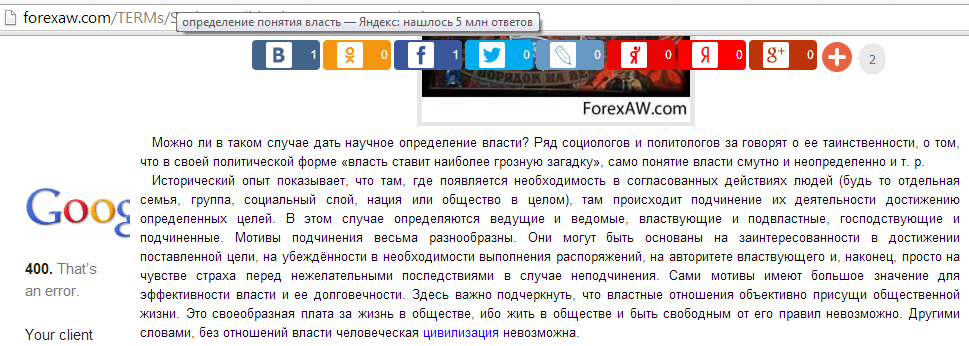 forexaw.com/TERMs/S
определение понятия власть — Яндекс: нашлось 5 млн ответов
В 1 0 f 1 0 0 Я 0 Я 0 g+ 0 + 2
ПОРЯДОК НА ВЕ
ForexAW.com
Можно ли в таком случае дать научное определение власти? Ряд социологов и политологов за говорят о ее таинственности, о том,
что в своей политической форме «власть ставит наиболее грозную загадку», само понятие власти смутно и неопределенно и т. p.
Исторический опыт показывает, что там, где появляется необходимость в согласованных действиях людей (будь то отдельная
семья, группа, социальный слой, нация или общество в целом), там происходит подчинение их деятельности достижению
определенных целей. В этом случае определяются ведущие и ведомые, властвующие и подвластные, господствующие и
подчиненные. Мотивы подчинения весьма разнообразны. Они могут быть основаны на заинтересованности в достижении
поставленной цели, на убеждённости в необходимости выполнения распоряжений, на авторитете властвующего и, наконец, просто на
чувстве страха перед нежелательными последствиями в случае неподчинения. Сами мотивы имеют большое значение для
эффективности власти и ее долговечности. Здесь важно подчеркнуть, что властные отношения объективно присущи общественной
жизни. Это своеобразная плата за жизнь в обществе, ибо жить в обществе и быть свободным от его правил невозможно. Другими
словами, без отношений власти человеческая цивилизация невозможна.
Goog
400. That's
an error.
Your client